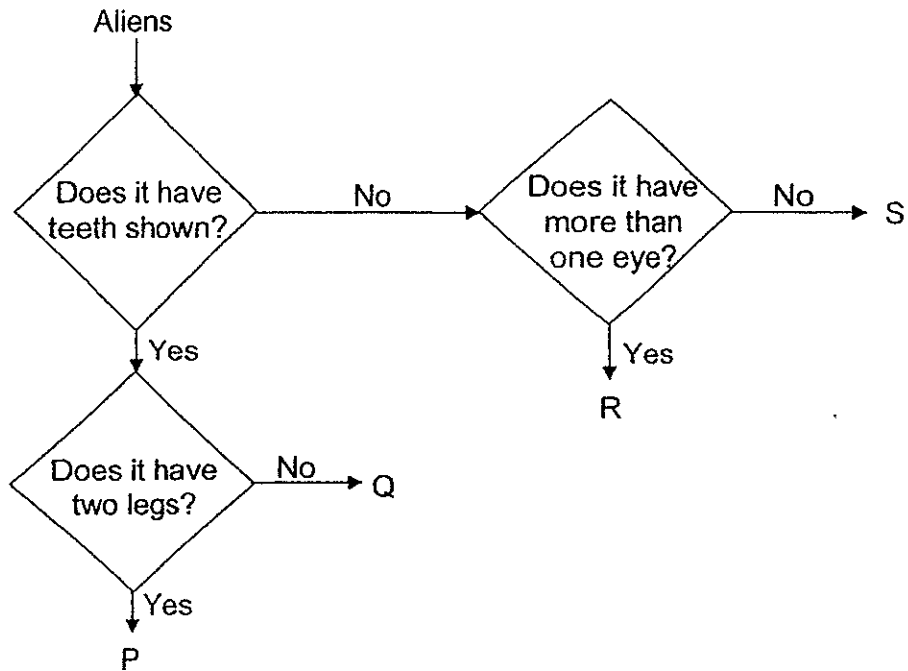 Aliens
Does it have
teeth shown?
No
Does it have
more than
one eye?
No
S
Yes
Yes
R
Does it have
two legs?
No
Q
Yes
P